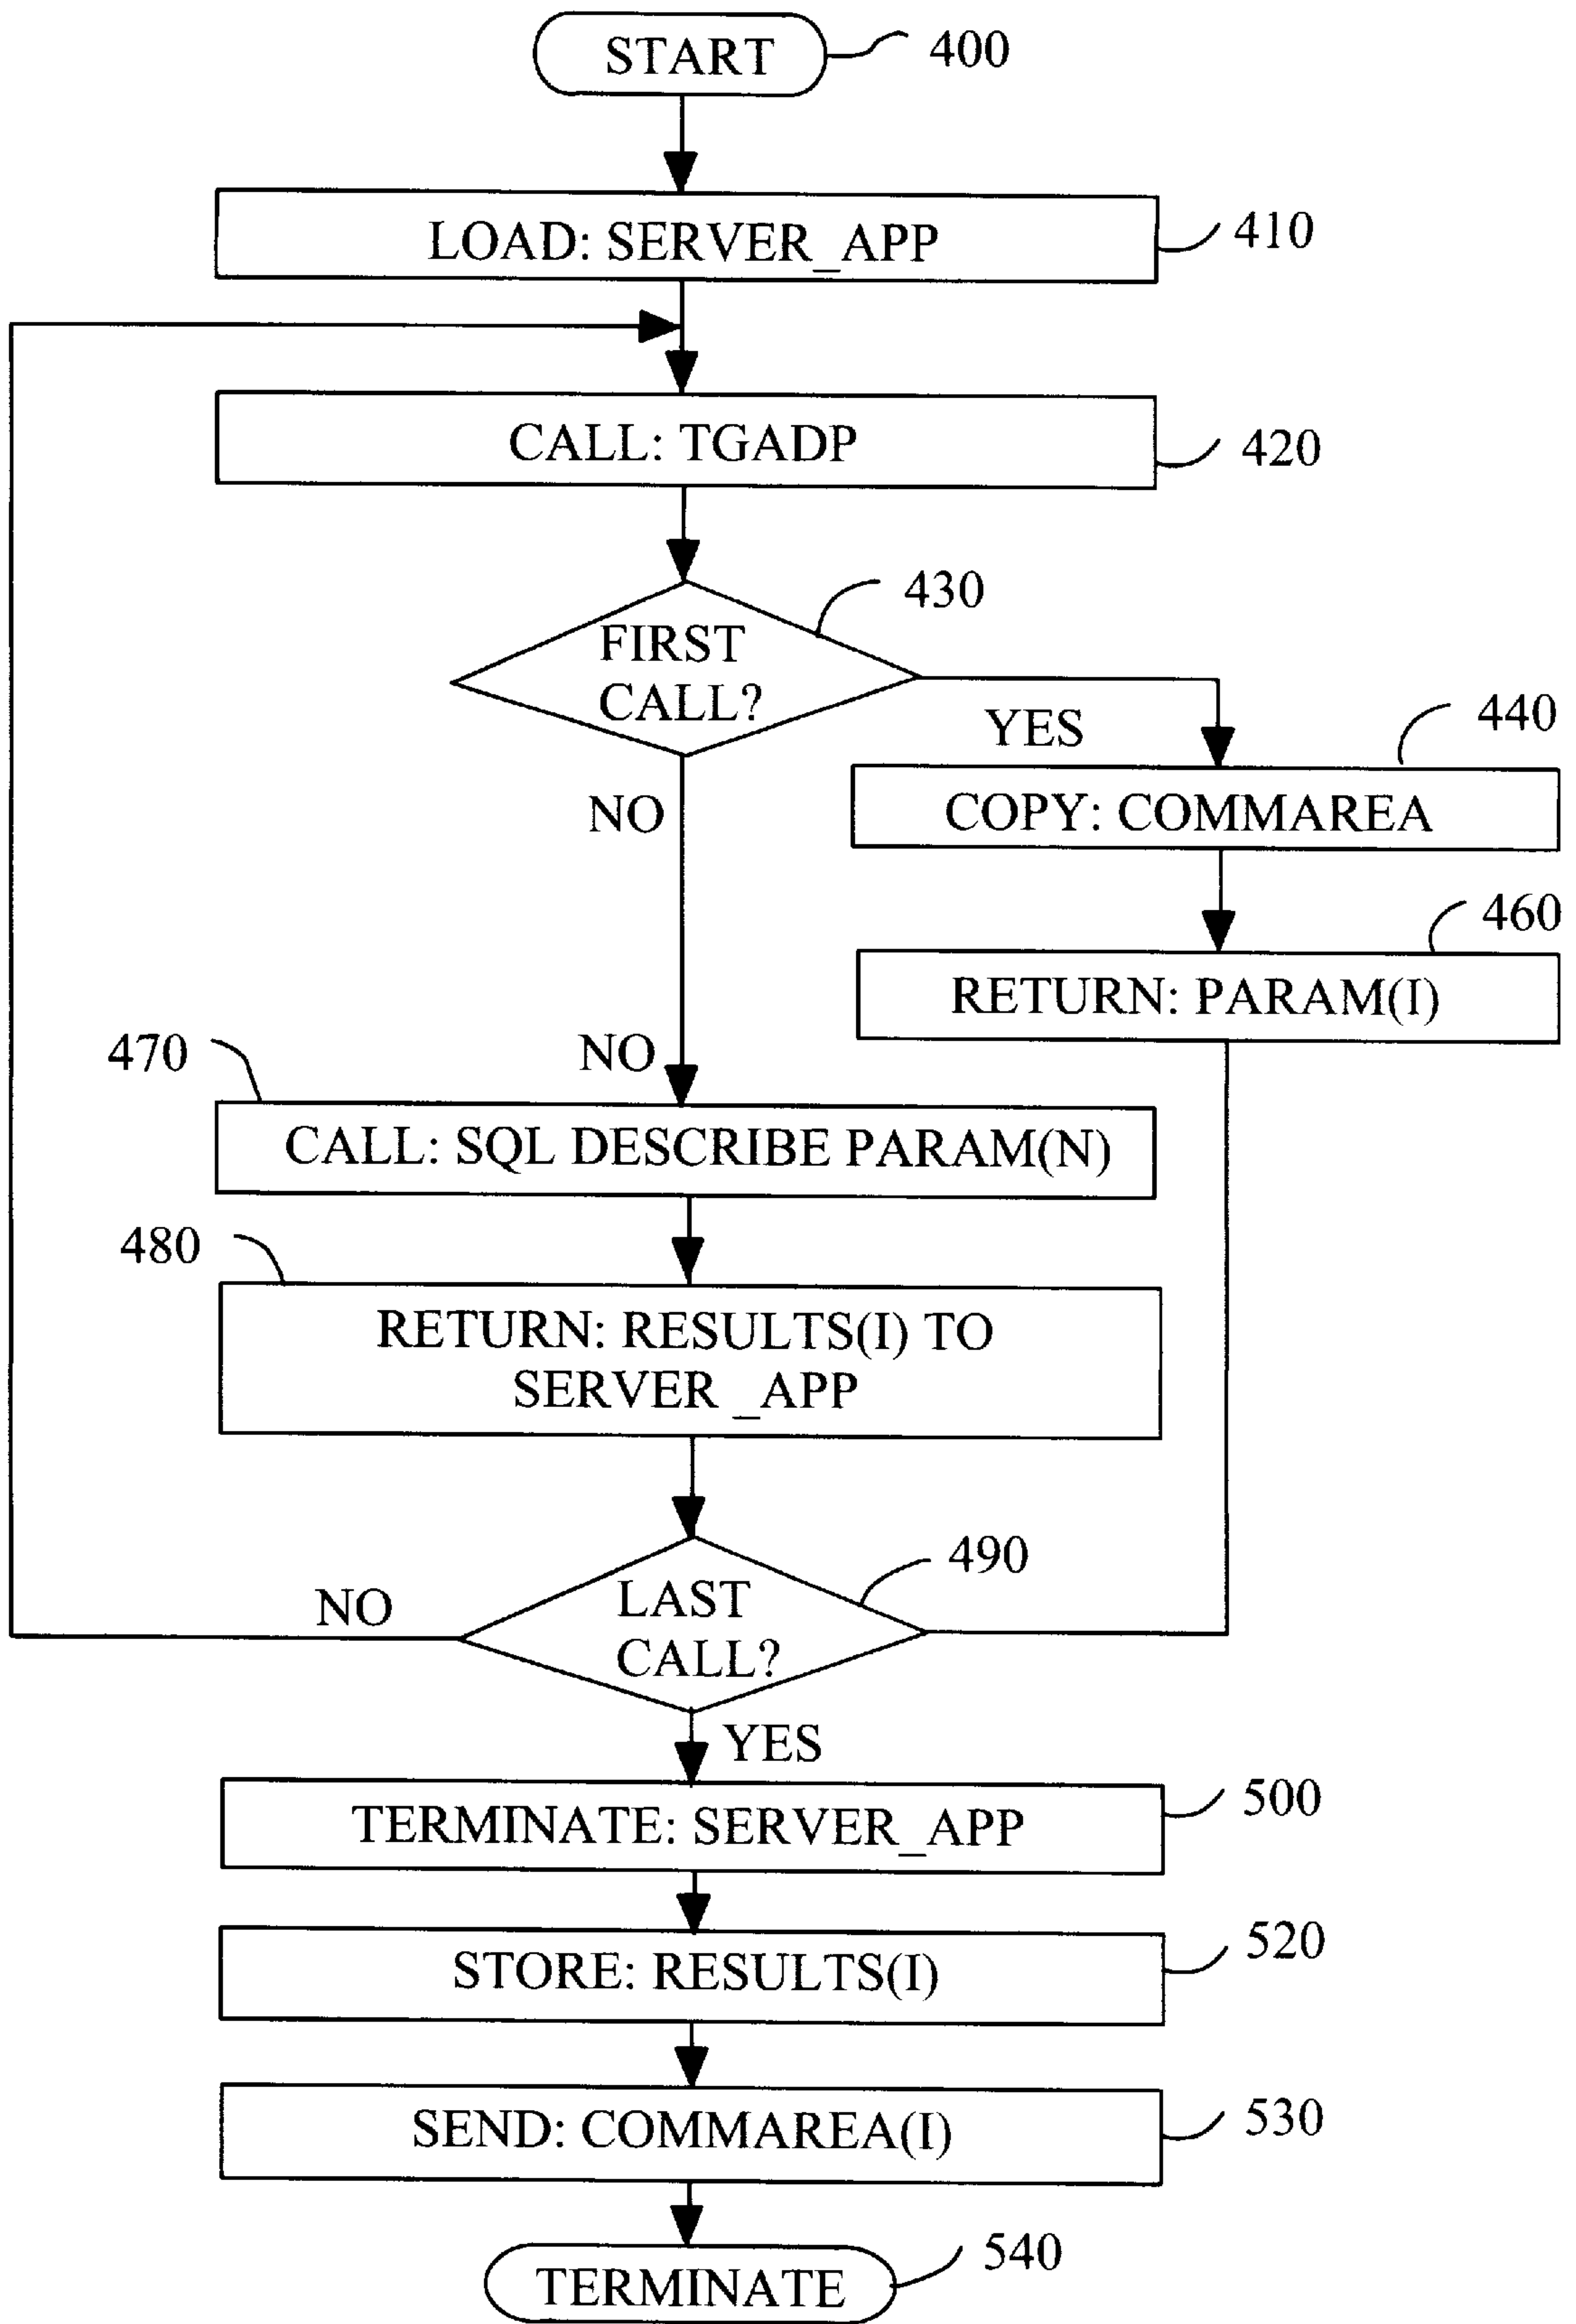 START
400
LOAD: SERVER_APP
410
CALL: TGADP
420
430
FIRST
CALL?
YES
440
NO
COPY: COMMAREA
460
RETURN: PARAM(I)
NO
470
CALL: SQL DESCRIBE PARAM(N)
480
RETURN: RESULTS(I) TO
SERVER _APP
490
LAST
CALL?
NO
YES
TERMINATE: SERVER_APP
500
STORE: RESULTS(I)
520
SEND: COMMAREA(I)
530
TERMINATE
540